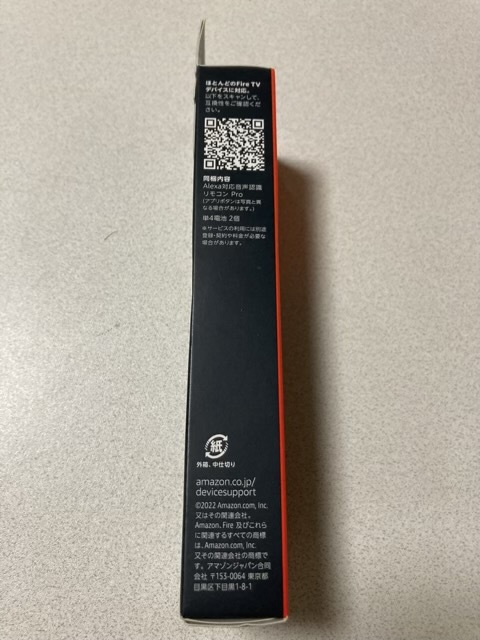 ほとんどのFire TV
デバイスに対応。
以下をスキャンして、
互換性をご確認くださ
い。
同梱内容
Alexa対応音声認識
リモコン Pro
(アプリボタンは写真と異
なる場合があります。)
単4電池 2個
※サービスの利用には別途
登録・契約や料金が必要な
場合があります。
紙
外箱、中仕切り
amazon.co.jp/
devicesupport
©2022 Amazon.com, Inc.
又はその関連会社。
Amazon、Fire 及びこれら
に関連するすべての商標
は、Amazon.com, Inc.
又はその関連会社の商標で
す。アマゾンジャパン合同
会社 〒153-0064 東京都
目黒区下目黒1-8-1